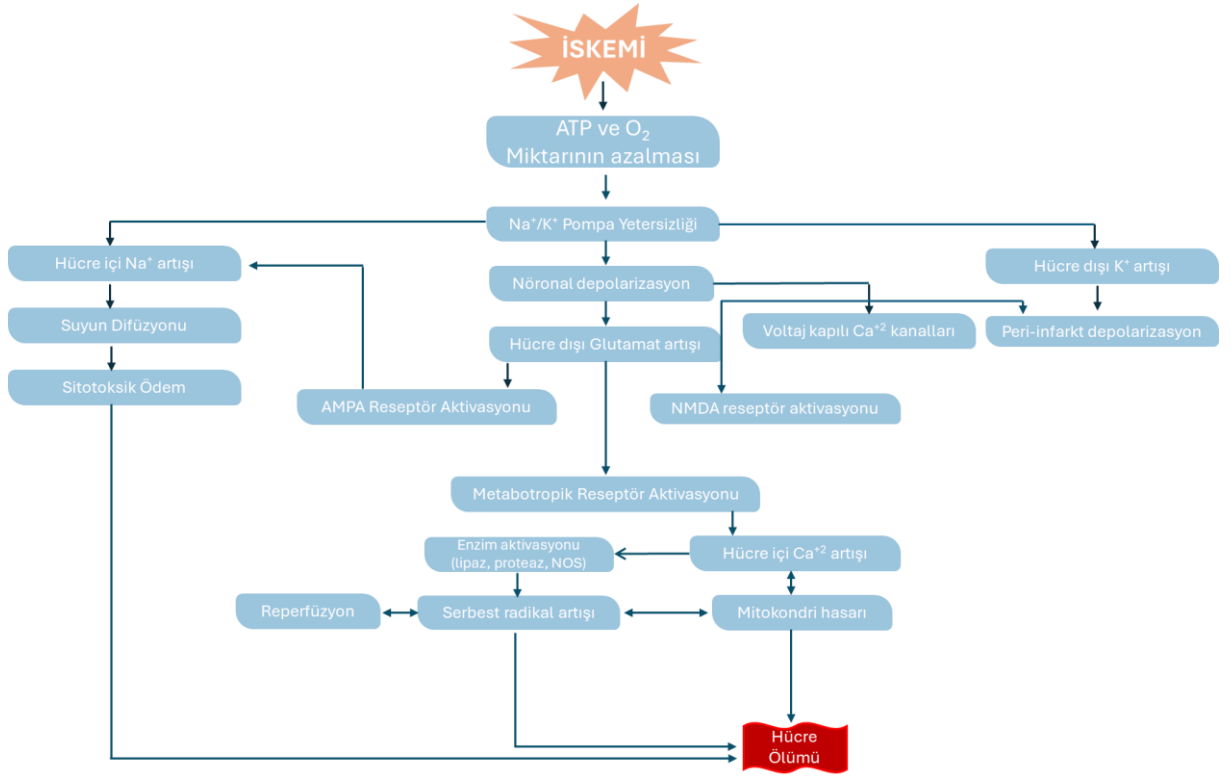 İSKEMİ
ATP ve O₂
Miktarının azalması
Na⁺/K⁺ Pompa Yetersizliği
Hücre içi Na⁺ artışı
Nöronal depolarizasyon
Hücre dışı K⁺ artışı
Suyun Difüzyonu
Hücre dışı Glutamat artışı
Voltaj kapılı Ca⁺² kanalları
Peri-infarkt depolarizasyon
Sitotoksik Ödem
AMPA Reseptör Aktivasyonu
NMDA reseptör aktivasyonu
Metabotropik Reseptör Aktivasyonu
Enzim aktivasyonu
(lipaz, proteaz, NOS)
Hücre içi Ca⁺² artışı
Reperfüzyon
Serbest radikal artışı
Mitokondri hasarı
Hücre
Ölümü